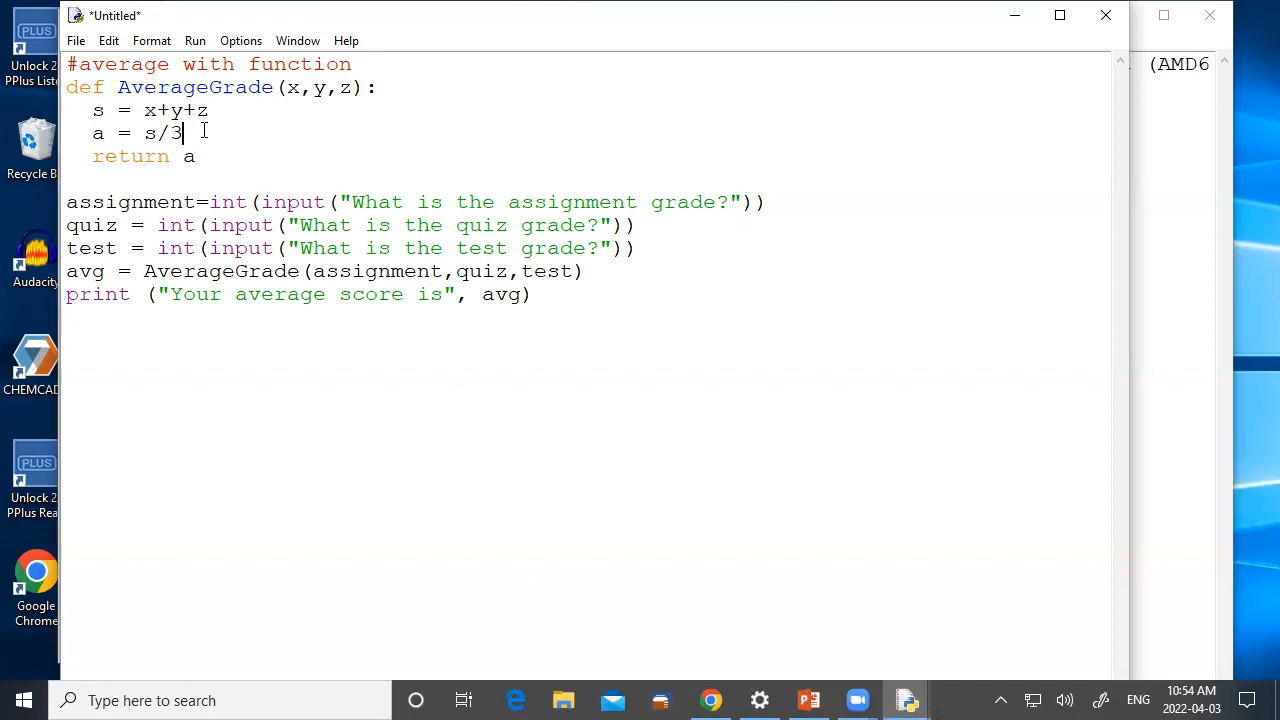 *Untitled*
File Edit Format Run Options Window Help
#average with function
def AverageGrade(x,y,z):
s = x+y+z
a = s/3
return a
assignment=int(input("What is the assignment grade?"))
quiz = int(input("What is the quiz grade?"))
test = int(input("What is the test grade?"))
avg = AverageGrade(assignment,quiz,test)
print ("Your average score is", avg)
(AMD6
PLUS
Unlock 2
PPlus Liste
Recycle B
Audacity
CHEMCAD
PLUS
Unlock 2
PPlus Rea
Google
Chrome
Type here to search
ENG
10:54 AM
2022-04-03